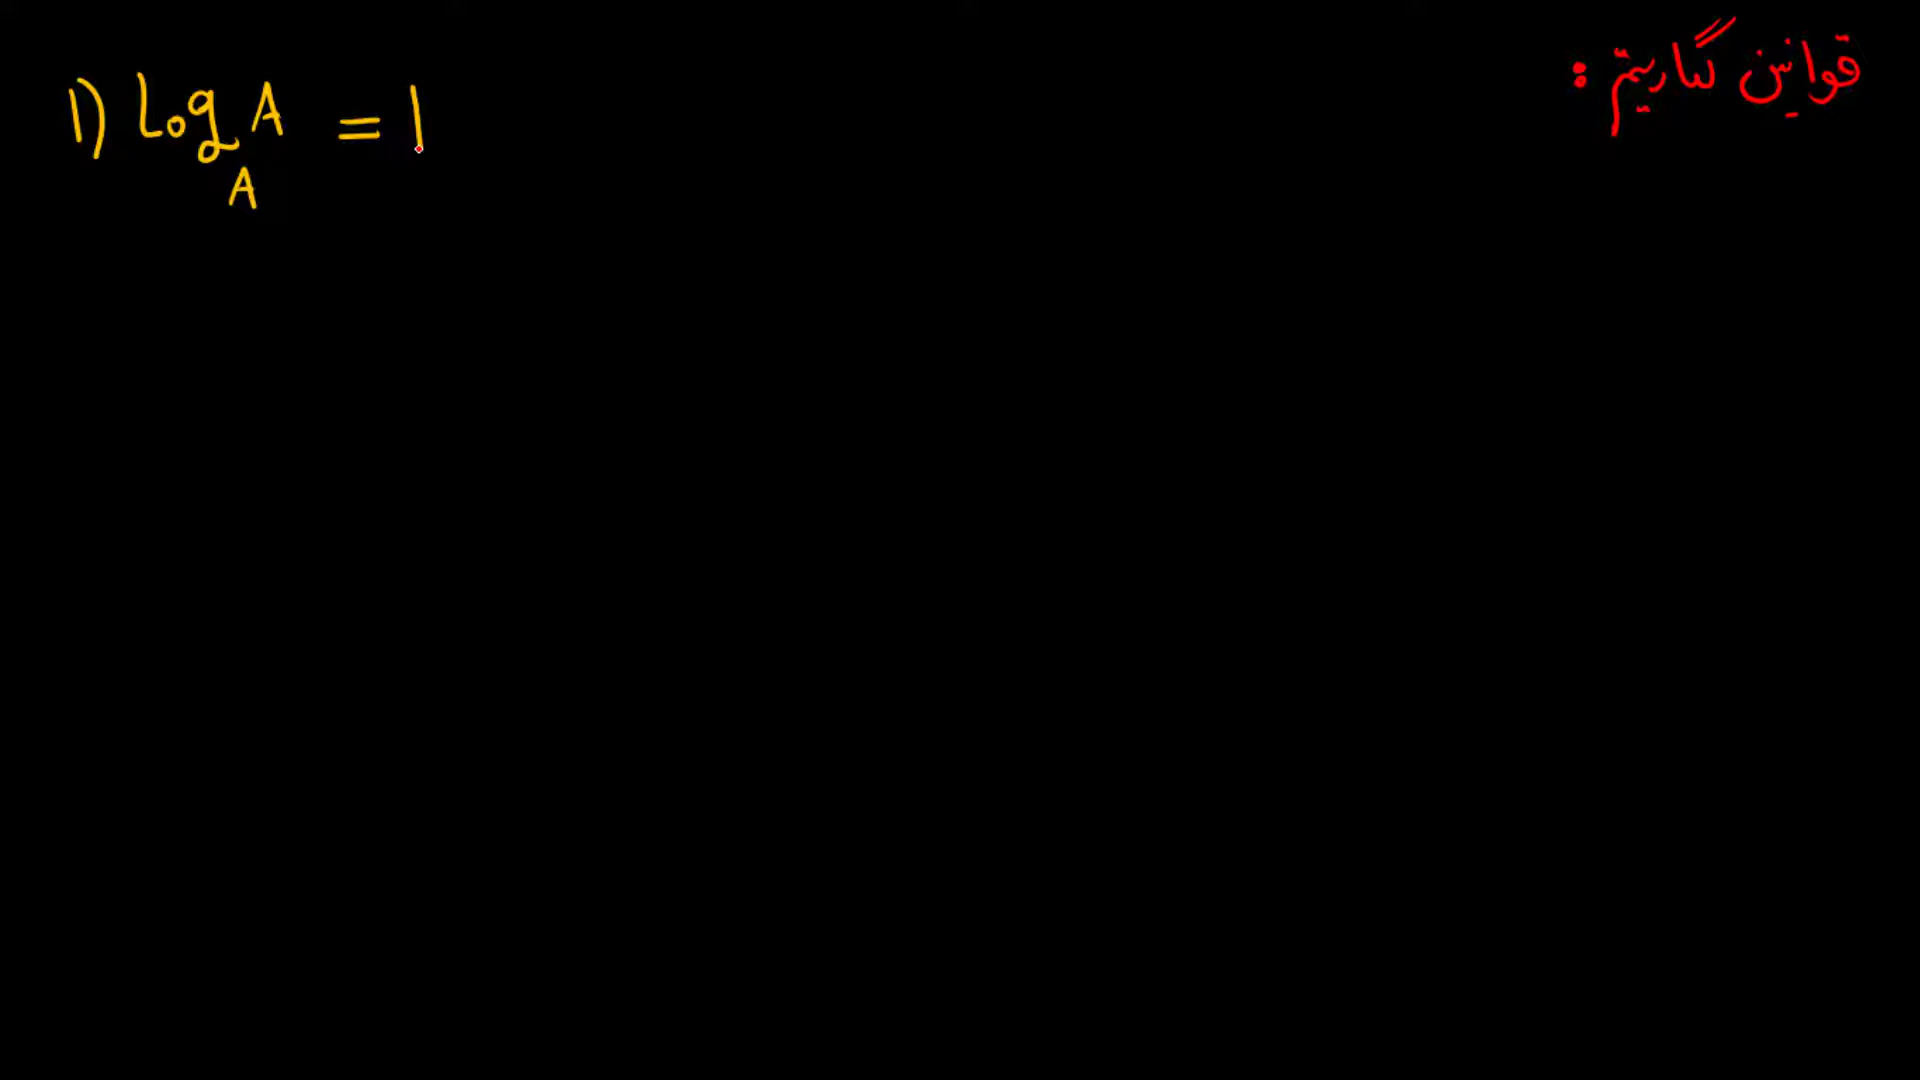 قوانین لگاریتم :
1) Log_A A = 1